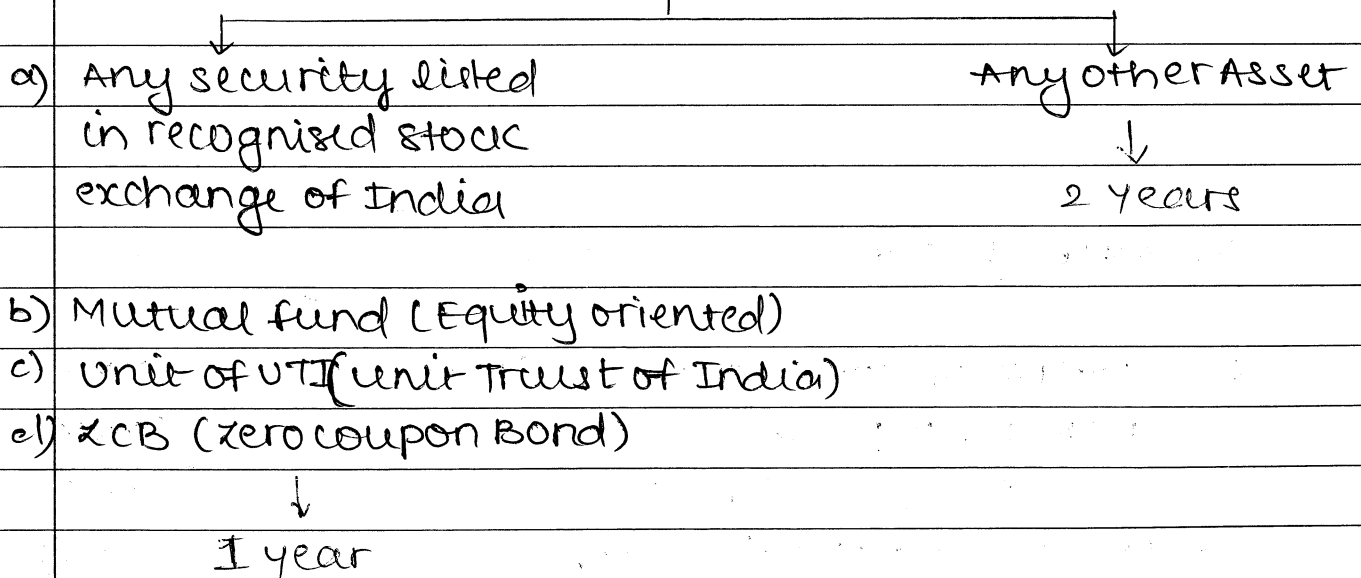 a) Any security listed
in recognised stock
exchange of India
Any other Asset
2 years
b) Mutual fund (Equity oriented)
c) Unit of UTI (unit Trust of India)
d) ZCB (zero coupon Bond)
1 year